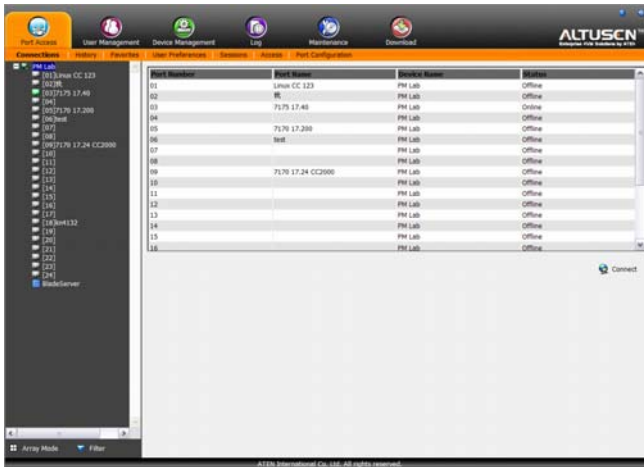 Port Access User Management Device Management Log Maintenance Download
ALTUSCN™
Enterprise KVM Solutions by ATEN
Connections History Favorites User Preferences Sessions Access Port Configuration
PM Lab
[01]Linux CC 123
[03]7175 17.40
[04]
[05]7170 17.200
[06]test
[07]
[08]
[09]7170 17.24 CC2000
[10]
[11]
[12]
[13]
[14]
[15]
[16]
[17]
[18]kn4132
[19]
[20]
[21]
[22]
[23]
[24]
BladeServer
Port Number Port Name Device Name Status
01 Linux CC 123 PM Lab Offline
02 PM Lab Offline
03 7175 17.40 PM Lab Online
04 PM Lab Offline
05 7170 17.200 PM Lab Offline
06 test PM Lab Offline
07 PM Lab Offline
08 PM Lab Offline
09 7170 17.24 CC2000 PM Lab Offline
10 PM Lab Offline
11 PM Lab Offline
12 PM Lab Offline
13 PM Lab Offline
14 PM Lab Offline
15 PM Lab Offline
16 PM Lab Offline
Connect
Array Mode Filter
ATEN International Co. Ltd. All rights reserved.